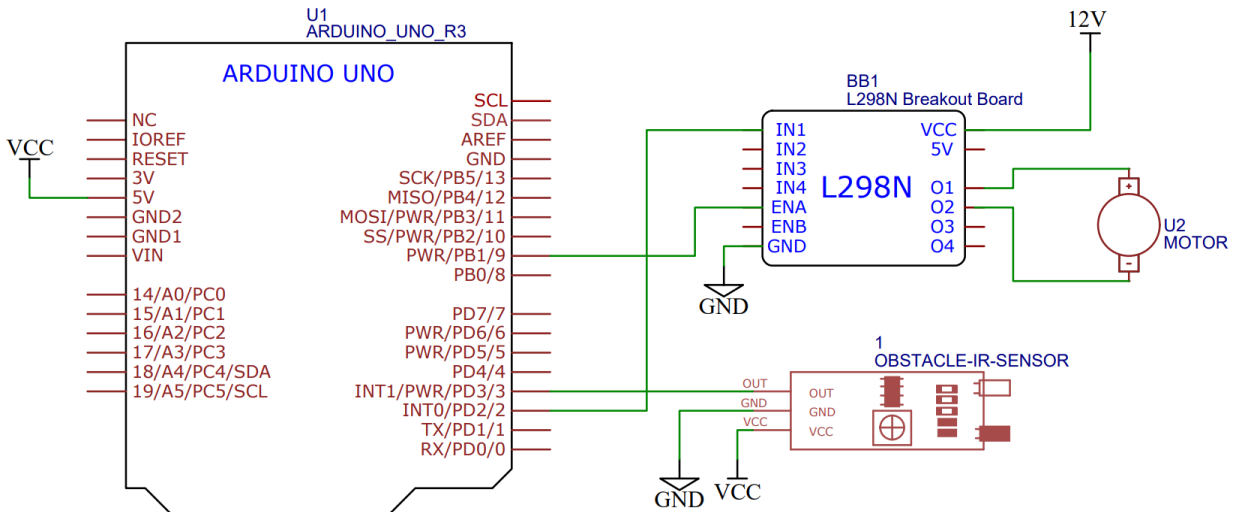 U1
ARDUINO_UNO_R3
ARDUINO UNO
NC
IOREF
RESET
3V
5V
GND2
GND1
VIN
14/A0/PC0
15/A1/PC1
16/A2/PC2
17/A3/PC3
18/A4/PC4/SDA
19/A5/PC5/SCL
SCL
SDA
AREF
GND
SCK/PB5/13
MISO/PB4/12
MOSI/PWR/PB3/11
SS/PWR/PB2/10
PWR/PB1/9
PB0/8
PD7/7
PWR/PD6/6
PWR/PD5/5
PD4/4
INT1/PWR/PD3/3
INT0/PD2/2
TX/PD1/1
RX/PD0/0
VCC
12V
BB1
L298N Breakout Board
IN1
IN2
IN3
IN4
ENA
ENB
GND
L298N
VCC
5V
O1
O2
O3
O4
GND
+
-
U2
MOTOR
1
OBSTACLE-IR-SENSOR
OUT
GND
VCC
OUT
GND
VCC
GND
VCC